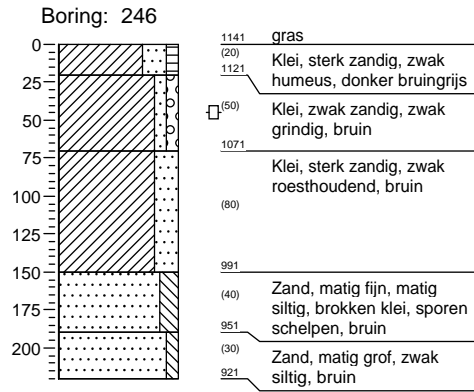 Boring: 246
0
25
50
75
100
125
150
175
200
1141
gras
(20)
Klei, sterk zandig, zwak
humeus, donker bruingrijs
1121
(50)
Klei, zwak zandig, zwak
grindig, bruin
1071
Klei, sterk zandig, zwak
roesthoudend, bruin
(80)
991
Zand, matig fijn, matig
siltig, brokken klei, sporen
schelpen, bruin
(40)
951
(30)
Zand, matig grof, zwak
siltig, bruin
921